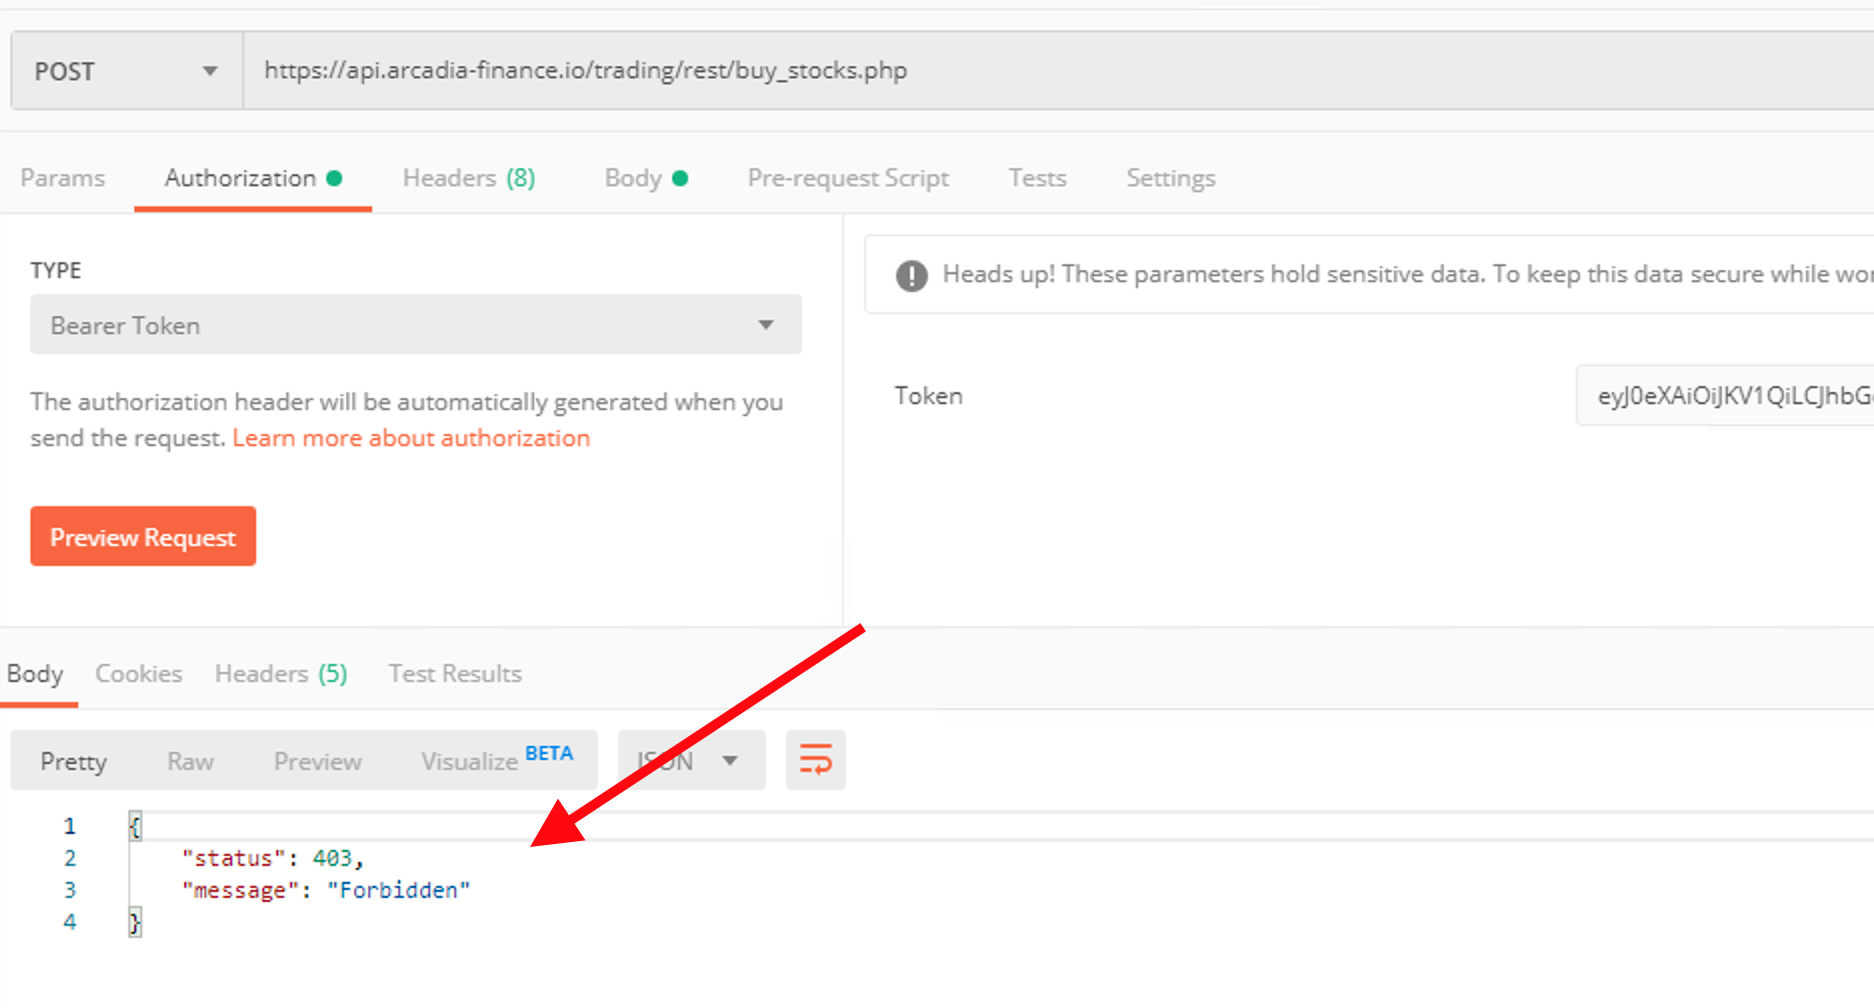 POST https://api.arcadia-finance.io/trading/rest/buy_stocks.php
Params Authorization Headers (8) Body Pre-request Script Tests Settings
TYPE
Bearer Token
The authorization header will be automatically generated when you
send the request. Learn more about authorization
Preview Request
Heads up! These parameters hold sensitive data. To keep this data secure while wor
Token eyJ0eXAiOiJKV1QiLCJhbG
Body Cookies Headers (5) Test Results
Pretty Raw Preview Visualize BETA JSON
1 {
2 "status": 403,
3 "message": "Forbidden"
4 }